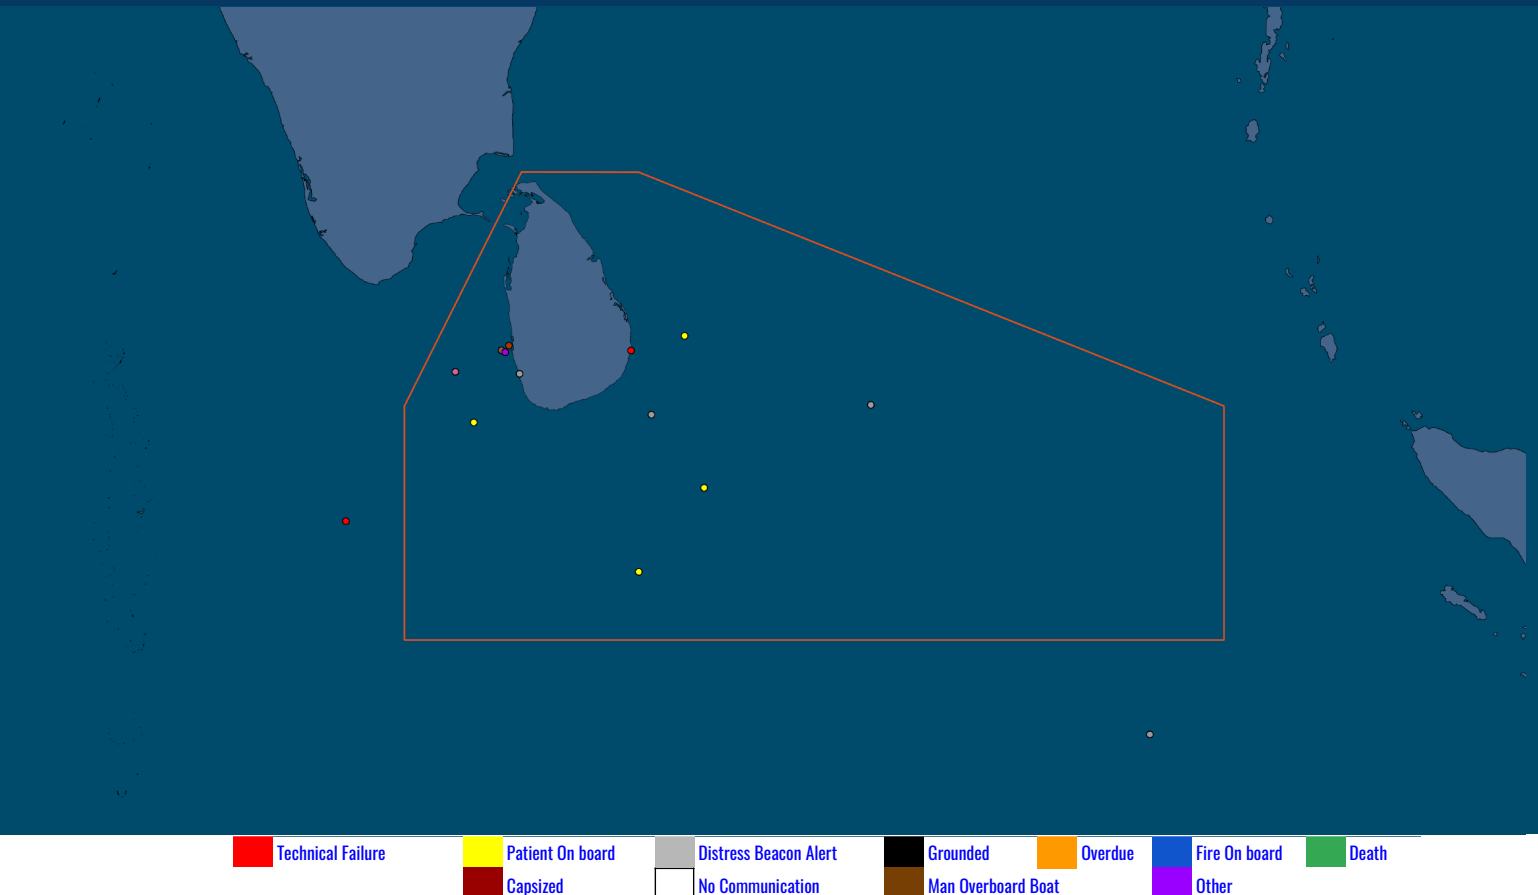 Technical Failure Patient On board Distress Beacon Alert Grounded Overdue Fire On board Death
Capsized No Communication Man Overboard Boat Other